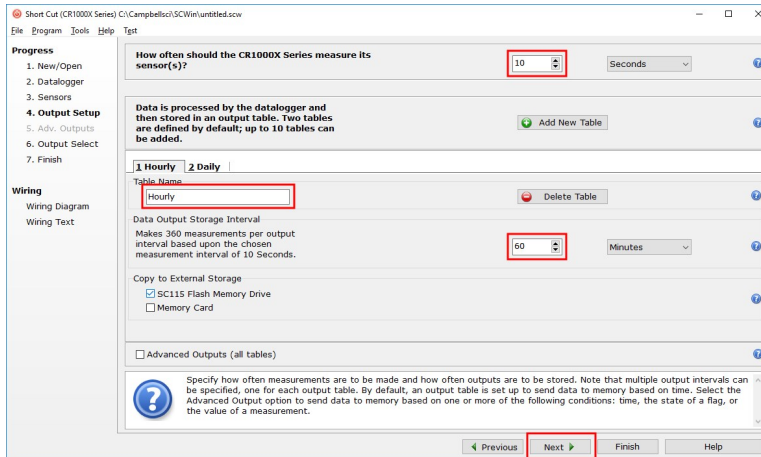 Short Cut (CR1000X Series) C:\Campbellsci\SCWin\untitled.scw
File Program Tools Help Test
Progress
1. New/Open
2. Datalogger
3. Sensors
4. Output Setup
5. Adv. Outputs
6. Output Select
7. Finish
Wiring
Wiring Diagram
Wiring Text
How often should the CR1000X Series measure its
sensor(s)?
10
Seconds
Data is processed by the datalogger and
then stored in an output table. Two tables
are defined by default; up to 10 tables can
be added.
Add New Table
1 Hourly 2 Daily
Table Name
Hourly
Delete Table
Data Output Storage Interval
Makes 360 measurements per output
interval based upon the chosen
measurement interval of 10 Seconds.
60
Minutes
Copy to External Storage
SC115 Flash Memory Drive
Memory Card
Advanced Outputs (all tables)
Specify how often measurements are to be made and how often outputs are to be stored. Note that multiple output intervals can
be specified, one for each output table. By default, an output table is set up to send data to memory based on time. Select the
Advanced Output option to send data to memory based on one or more of the following conditions: time, the state of a flag, or
the value of a measurement.
Previous
Next
Finish
Help